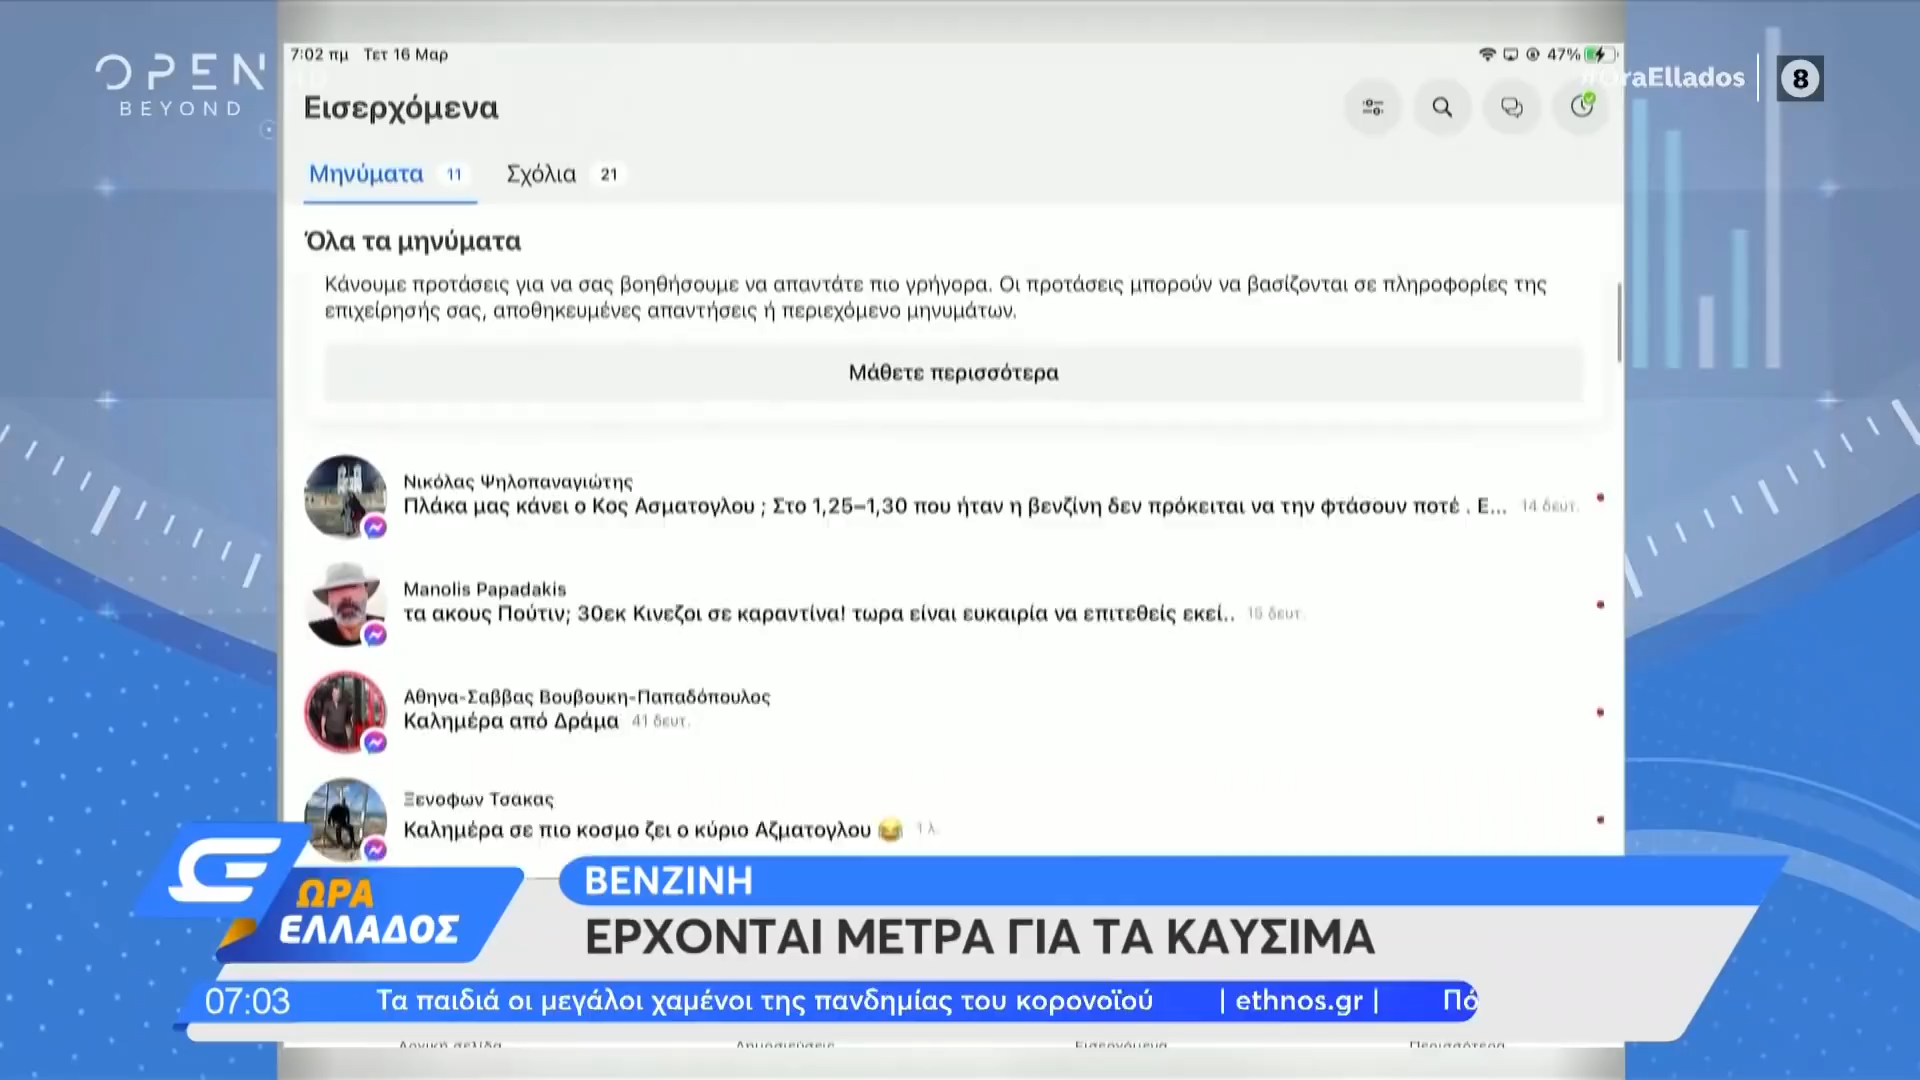 OPEN
BEYOND
7:02 πμ Τετ 16 Μαρ
47%
raEllados
8
Εισερχόμενα
Μηνύματα 11 Σχόλια 21
Όλα τα μηνύματα
Κάνουμε προτάσεις για να σας βοηθήσουμε να απαντάτε πιο γρήγορα. Οι προτάσεις μπορούν να βασίζονται σε πληροφορίες της
επιχείρησής σας, αποθηκευμένες απαντήσεις ή περιεχόμενο μηνυμάτων.
Μάθετε περισσότερα
Νικόλας Ψηλοπαναγιώτης
Πλάκα μας κάνει ο Κος Ασματογλου ; Στο 1,25–1,30 που ήταν η βενζίνη δεν πρόκειται να την φτάσουν ποτέ . Ε... 14 δευτ.
Manolis Papadakis
τα ακους Πούτιν; 30εκ Κινεζοι σε καραντίνα! τωρα είναι ευκαιρία να επιτεθείς εκεί.. 15 δευτ.
Αθηνα-Σαββας Βουβουκη-Παπαδόπουλος
Καλημέρα από Δράμα 41 δευτ.
Ξενοφων Τσακας
Καλημέρα σε πιο κοσμο ζει ο κύριο Αζματογλου 😂 1 λ.
ΩΡΑ
ΕΛΛΑΔΟΣ
ΒΕΝΖΙΝΗ
ΕΡΧΟΝΤΑΙ ΜΕΤΡΑ ΓΙΑ ΤΑ ΚΑΥΣΙΜΑ
07:03 Τα παιδιά οι μεγάλοι χαμένοι της πανδημίας του κορονοϊού | ethnos.gr | Πό